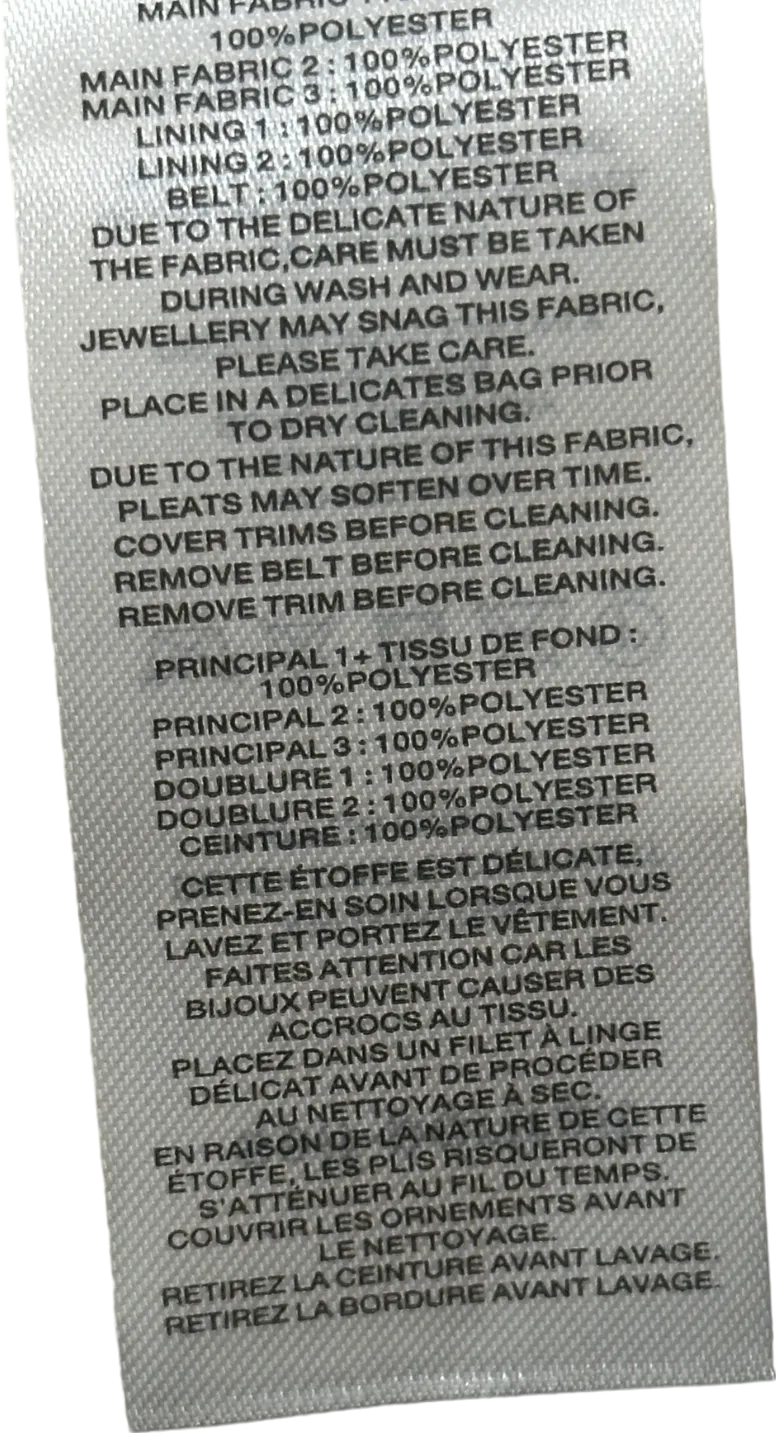 MAIN FABRIC
100%POLYESTER
MAIN FABRIC 2 : 100%POLYESTER
MAIN FABRIC 3 : 100%POLYESTER
LINING 1 : 100%POLYESTER
LINING 2 : 100%POLYESTER
BELT : 100%POLYESTER
DUE TO THE DELICATE NATURE OF
THE FABRIC,CARE MUST BE TAKEN
DURING WASH AND WEAR.
JEWELLERY MAY SNAG THIS FABRIC,
PLEASE TAKE CARE.
PLACE IN A DELICATES BAG PRIOR
TO DRY CLEANING.
DUE TO THE NATURE OF THIS FABRIC,
PLEATS MAY SOFTEN OVER TIME.
COVER TRIMS BEFORE CLEANING.
REMOVE BELT BEFORE CLEANING.
REMOVE TRIM BEFORE CLEANING.
PRINCIPAL 1+ TISSU DE FOND :
100%POLYESTER
PRINCIPAL 2 : 100%POLYESTER
PRINCIPAL 3 : 100%POLYESTER
DOUBLURE 1 : 100%POLYESTER
DOUBLURE 2 : 100%POLYESTER
CEINTURE : 100%POLYESTER
CETTE ÉTOFFE EST DÉLICATE,
PRENEZ-EN SOIN LORSQUE VOUS
LAVEZ ET PORTEZ LE VÊTEMENT.
FAITES ATTENTION CAR LES
BIJOUX PEUVENT CAUSER DES
ACCROCS AU TISSU.
PLACEZ DANS UN FILET À LINGE
DÉLICAT AVANT DE PROCÉDER
AU NETTOYAGE À SEC.
EN RAISON DE LA NATURE DE CETTE
ÉTOFFE, LES PLIS RISQUERONT DE
S'ATTÉNUER AU FIL DU TEMPS.
COUVRIR LES ORNEMENTS AVANT
LE NETTOYAGE.
RETIREZ LA CEINTURE AVANT LAVAGE.
RETIREZ LA BORDURE AVANT LAVAGE.